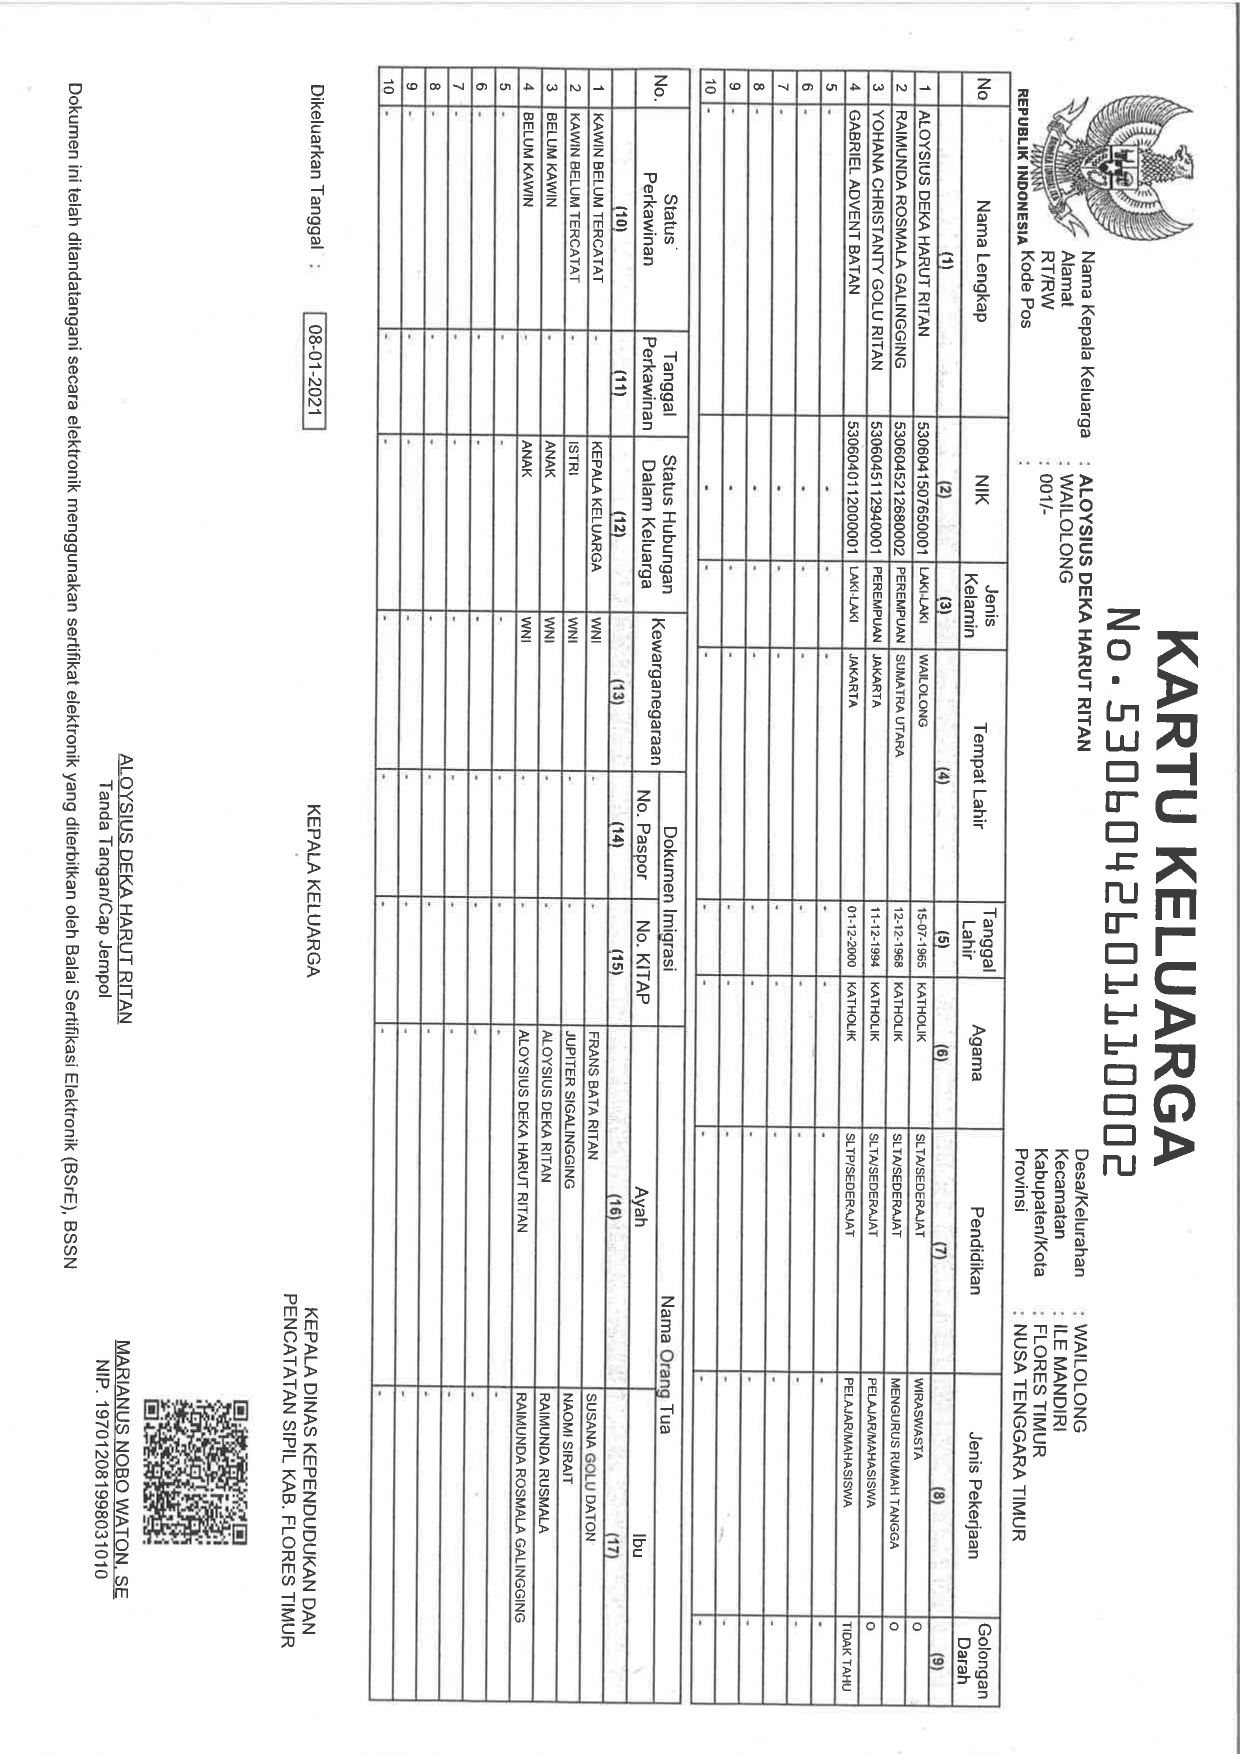 KARTU KELUARGA
No. 5306042601110002
REPUBLIK INDONESIA
Nama Kepala Keluarga : ALOYSIUS DEKA HARUT RITAN
Alamat : WAILOLONG
RT/RW : 001/-
Kode Pos :
Desa/Kelurahan : WAILOLONG
Kecamatan : ILE MANDIRI
Kabupaten/Kota : FLORES TIMUR
Provinsi : NUSA TENGGARA TIMUR
No Nama Lengkap NIK Jenis Kelamin Tempat Lahir Tanggal Lahir Agama Pendidikan Jenis Pekerjaan Golongan Darah
(1) (2) (3) (4) (5) (6) (7) (8) (9)
1 ALOYSIUS DEKA HARUT RITAN 5306041507650001 LAKI-LAKI WAILOLONG 15-07-1965 KATHOLIK SLTA/SEDERAJAT WIRASWASTA O
2 RAIMUNDA ROSMALA GALINGGING 5306045212680002 PEREMPUAN SUMATRA UTARA 12-12-1968 KATHOLIK SLTA/SEDERAJAT MENGURUS RUMAH TANGGA O
3 YOHANA CHRISTANTY GOLU RITAN 5306045112940001 PEREMPUAN JAKARTA 11-12-1994 KATHOLIK SLTA/SEDERAJAT PELAJAR/MAHASISWA O
4 GABRIEL ADVENT BATAN 5306040112000001 LAKI-LAKI JAKARTA 01-12-2000 KATHOLIK SLTP/SEDERAJAT PELAJAR/MAHASISWA TIDAK TAHU
5 - - - - - - - - -
6 - - - - - - - - -
7 - - - - - - - - -
8 - - - - - - - - -
9 - - - - - - - - -
10 - - - - - - - - -
No. Status Perkawinan Tanggal Perkawinan Status Hubungan Dalam Keluarga Kewarganegaraan Dokumen Imigrasi Nama Orang Tua
No. Paspor No. KITAP Ayah Ibu
(10) (11) (12) (13) (14) (15) (16) (17)
1 KAWIN BELUM TERCATAT - KEPALA KELUARGA WNI - - FRANS BATA RITAN SUSANA GOLU DATON
2 KAWIN BELUM TERCATAT - ISTRI WNI - - JUPITER SIGALINGGING NAOMI SIRAIT
3 BELUM KAWIN - ANAK WNI - - ALOYSIUS DEKA RITAN RAIMUNDA RUSMALA
4 BELUM KAWIN - ANAK WNI - - ALOYSIUS DEKA HARUT RITAN RAIMUNDA ROSMALA GALINGGING
5 - - - - - - - -
6 - - - - - - - -
7 - - - - - - - -
8 - - - - - - - -
9 - - - - - - - -
10 - - - - - - - -
Dikeluarkan Tanggal : 08-01-2021
KEPALA KELUARGA
ALOYSIUS DEKA HARUT RITAN
Tanda Tangan/Cap Jempol
KEPALA DINAS KEPENDUDUKAN DAN
PENCATATAN SIPIL KAB. FLORES TIMUR
MARIANUS NOBO WATON. SE
NIP. 197012081998031010
Dokumen ini telah ditandatangani secara elektronik menggunakan sertifikat elektronik yang diterbitkan oleh Balai Sertifikasi Elektronik (BSrE), BSSN